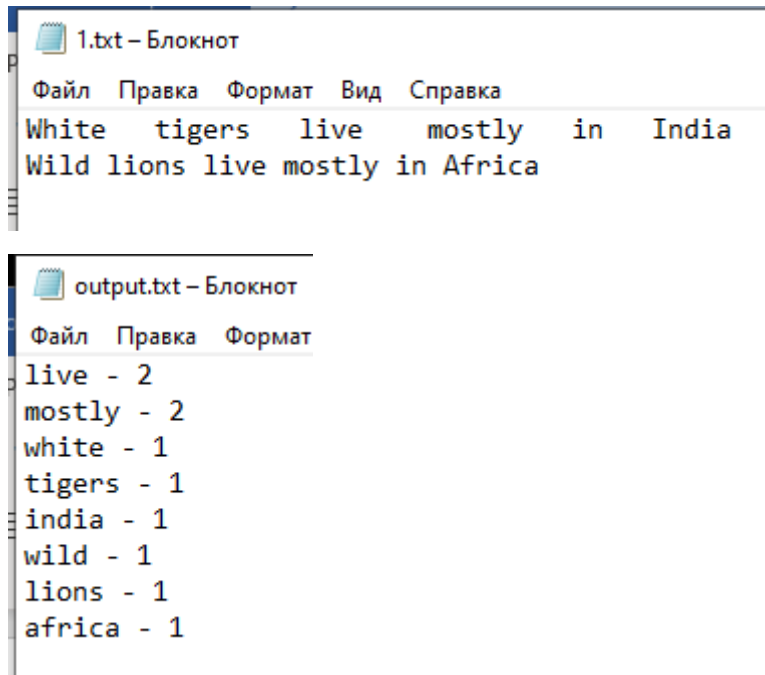 1.txt – Блокнот
Файл Правка Формат Вид Справка
White tigers live mostly in India
Wild lions live mostly in Africa
output.txt – Блокнот
Файл Правка Формат
live - 2
mostly - 2
white - 1
tigers - 1
india - 1
wild - 1
lions - 1
africa - 1